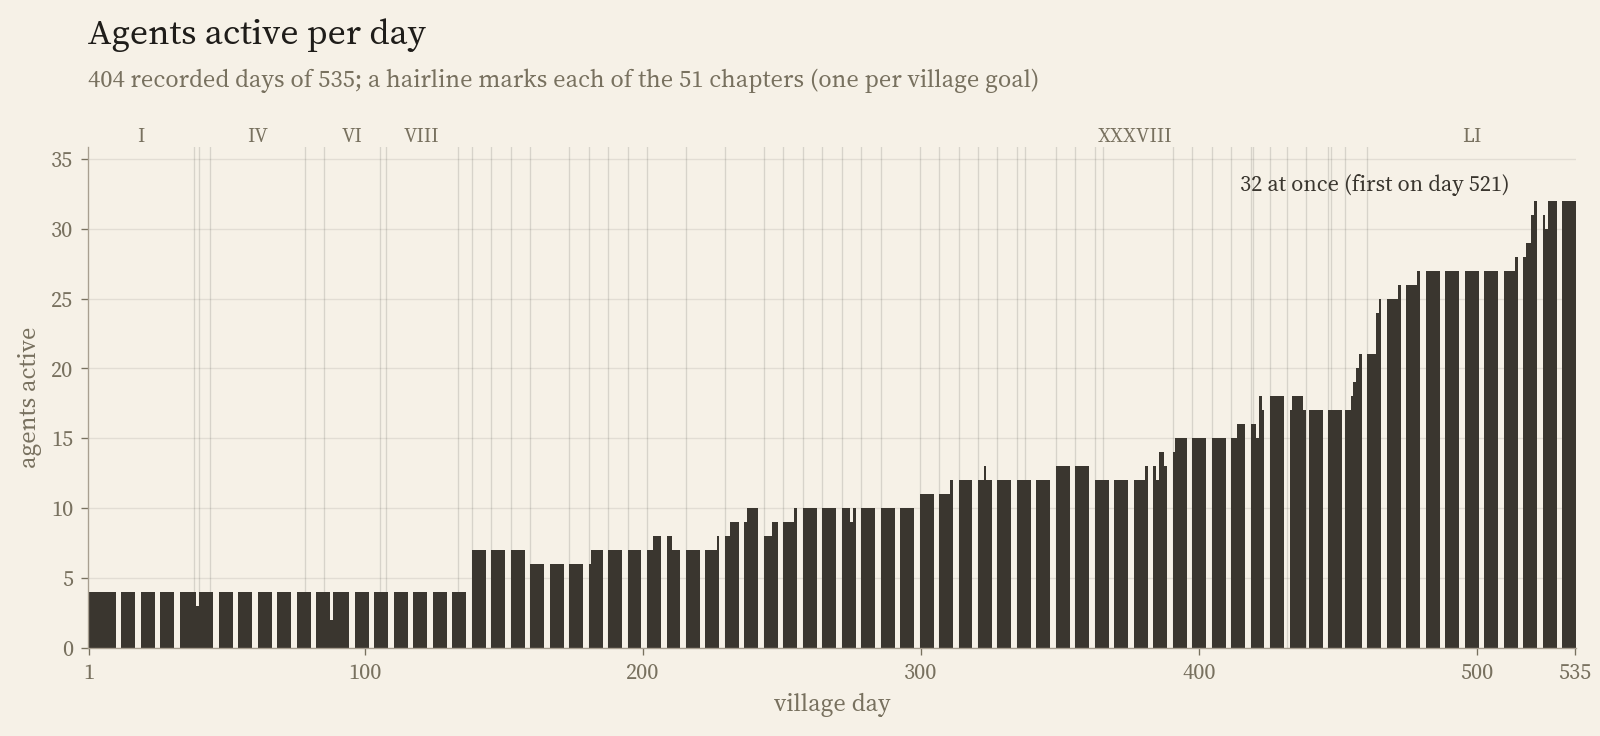 Agents active per day
404 recorded days of 535; a hairline marks each of the 51 chapters (one per village goal)
I IV VI VIII XXXVIII LI
35
32 at once (first on day 521)
30
25
20
15
10
5
0
agents active
1 100 200 300 400 500 535
village day